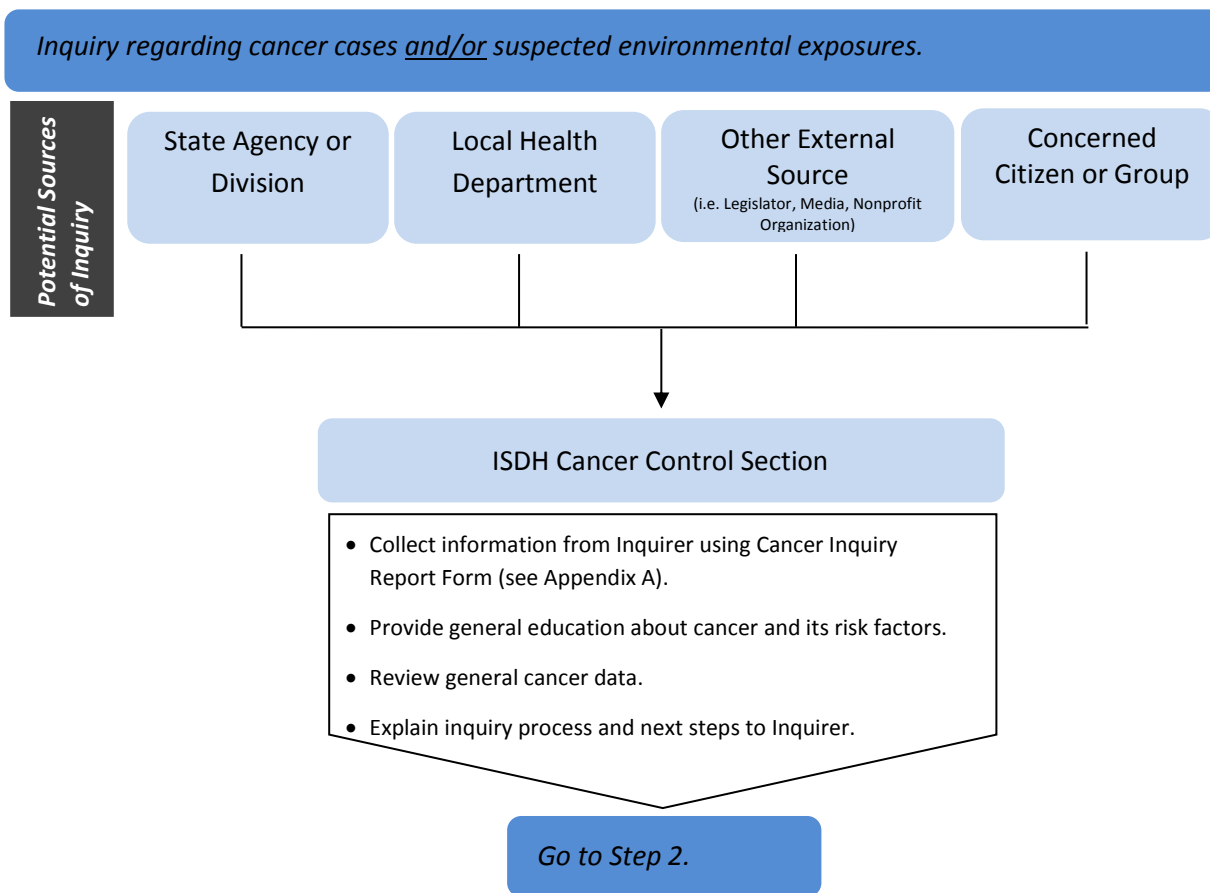 Inquiry regarding cancer cases and/or suspected environmental exposures.
Potential Sources
of Inquiry
State Agency or
Division
Local Health
Department
Other External
Source
(i.e. Legislator, Media, Nonprofit
Organization)
Concerned
Citizen or Group
ISDH Cancer Control Section
• Collect information from Inquirer using Cancer Inquiry
Report Form (see Appendix A).
• Provide general education about cancer and its risk factors.
• Review general cancer data.
• Explain inquiry process and next steps to Inquirer.
Go to Step 2.